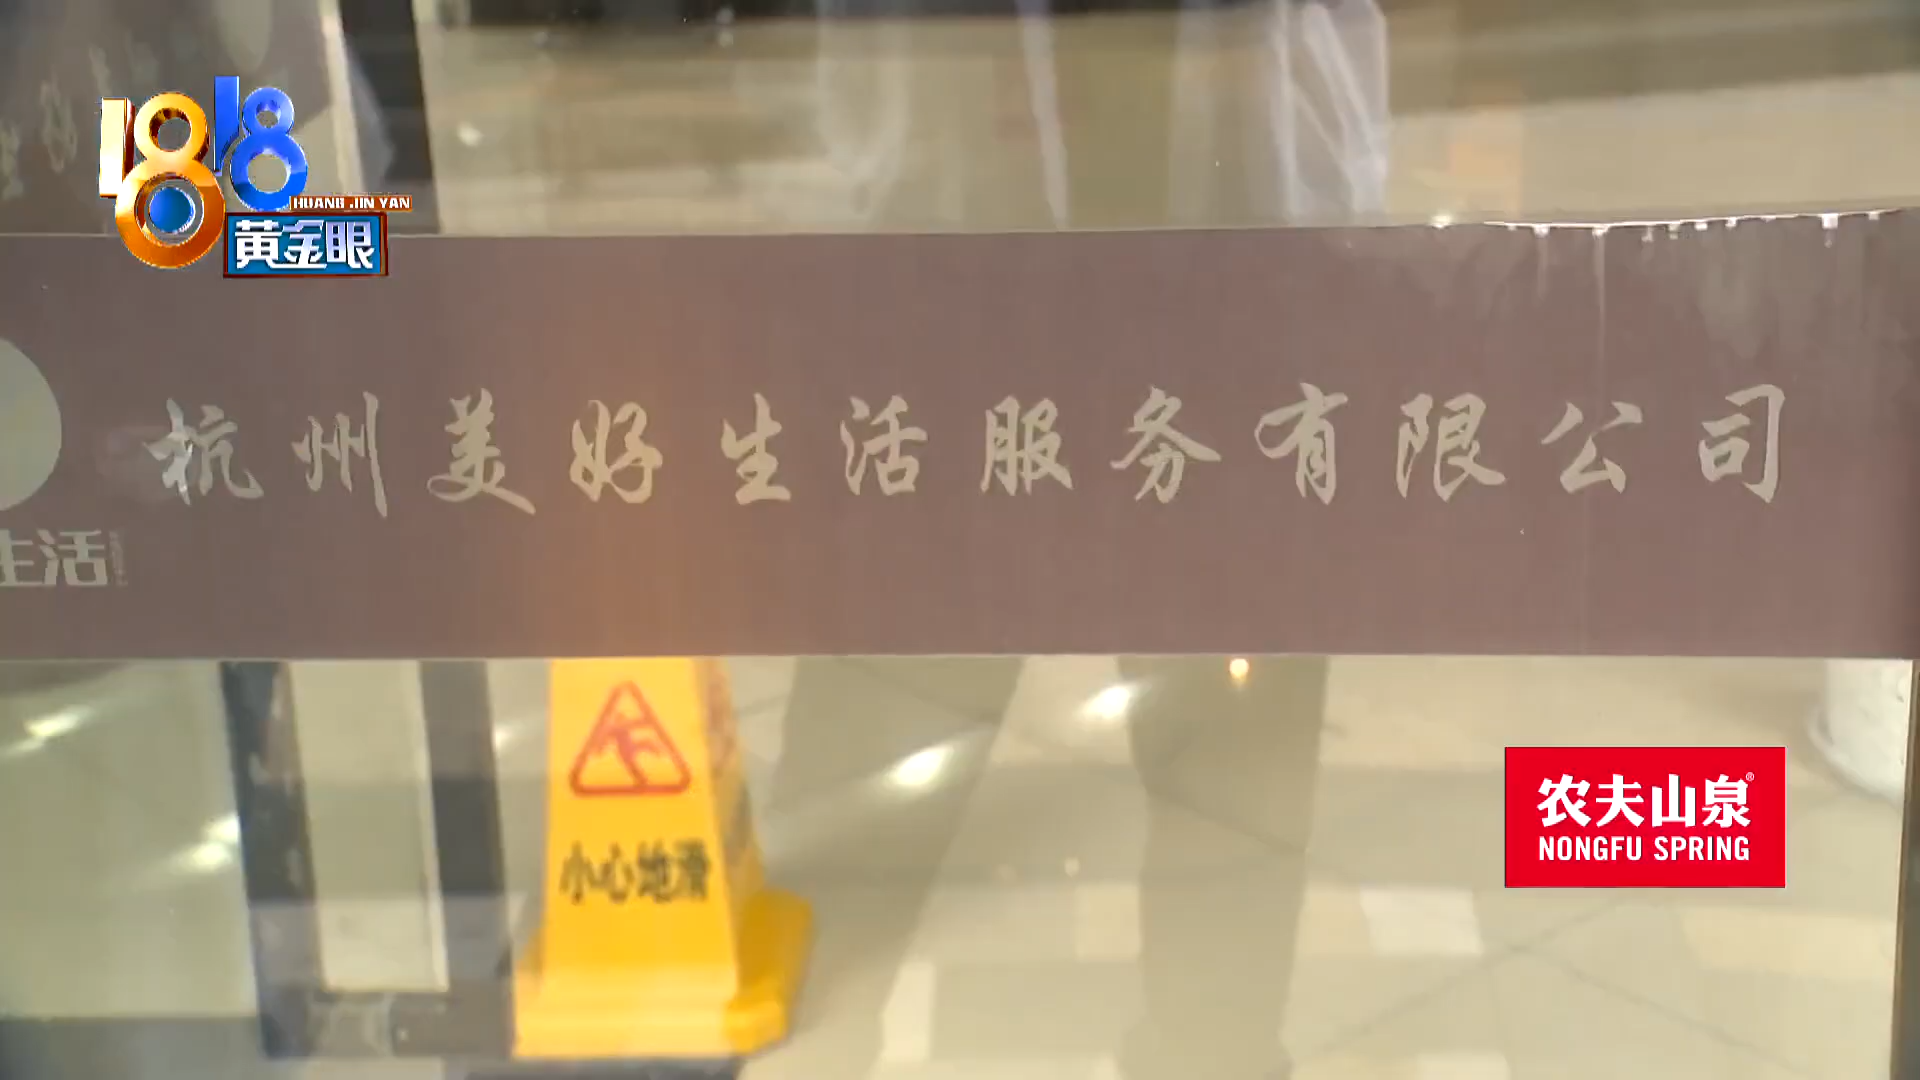 1818
HUANG JIN YAN
黄金眼
杭州美好生活服务有限公司
生活
小心地滑
农夫山泉®
NONGFU SPRING